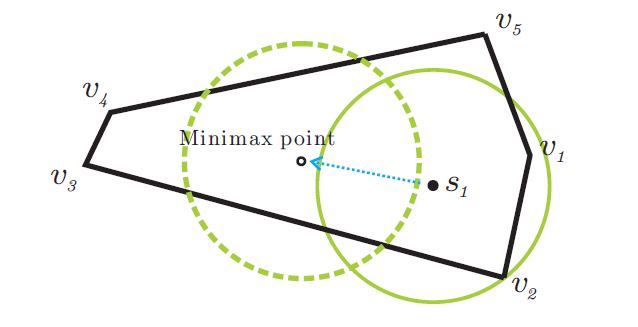 v₅
v₄
Minimax point
v₁
v₃
s₁
v₂